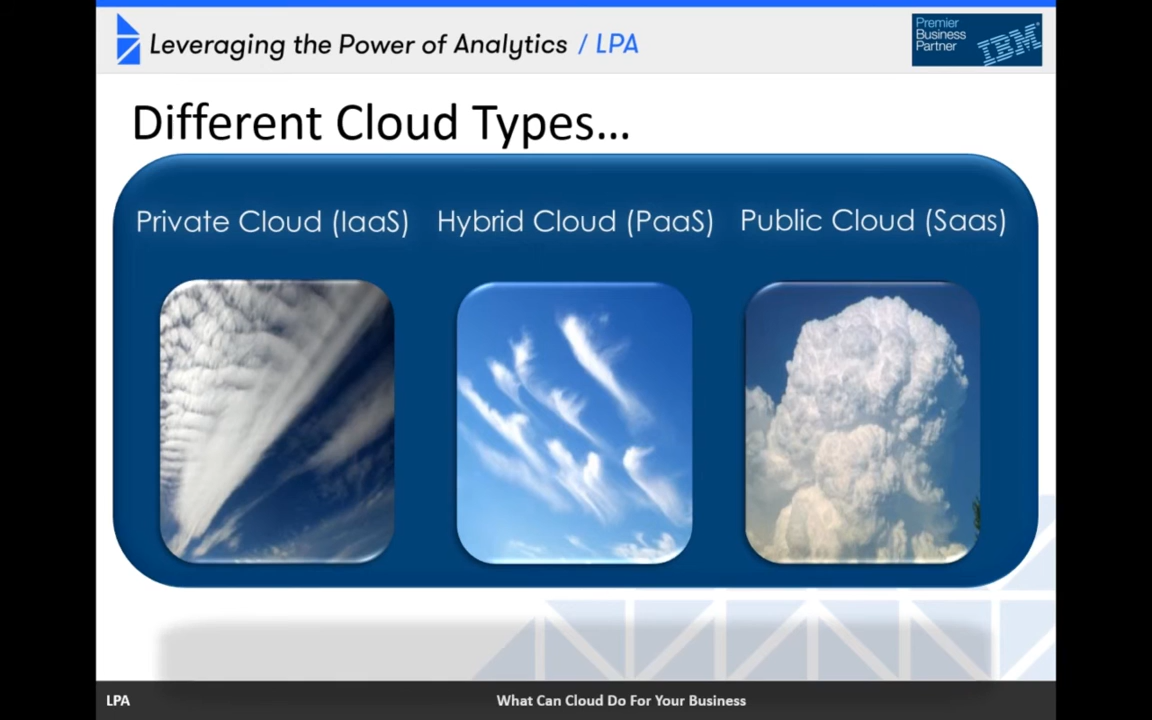 Leveraging the Power of Analytics / LPA
Premier
Business
Partner
IBM
Different Cloud Types...
Private Cloud (IaaS)
Hybrid Cloud (PaaS)
Public Cloud (Saas)
LPA
What Can Cloud Do For Your Business